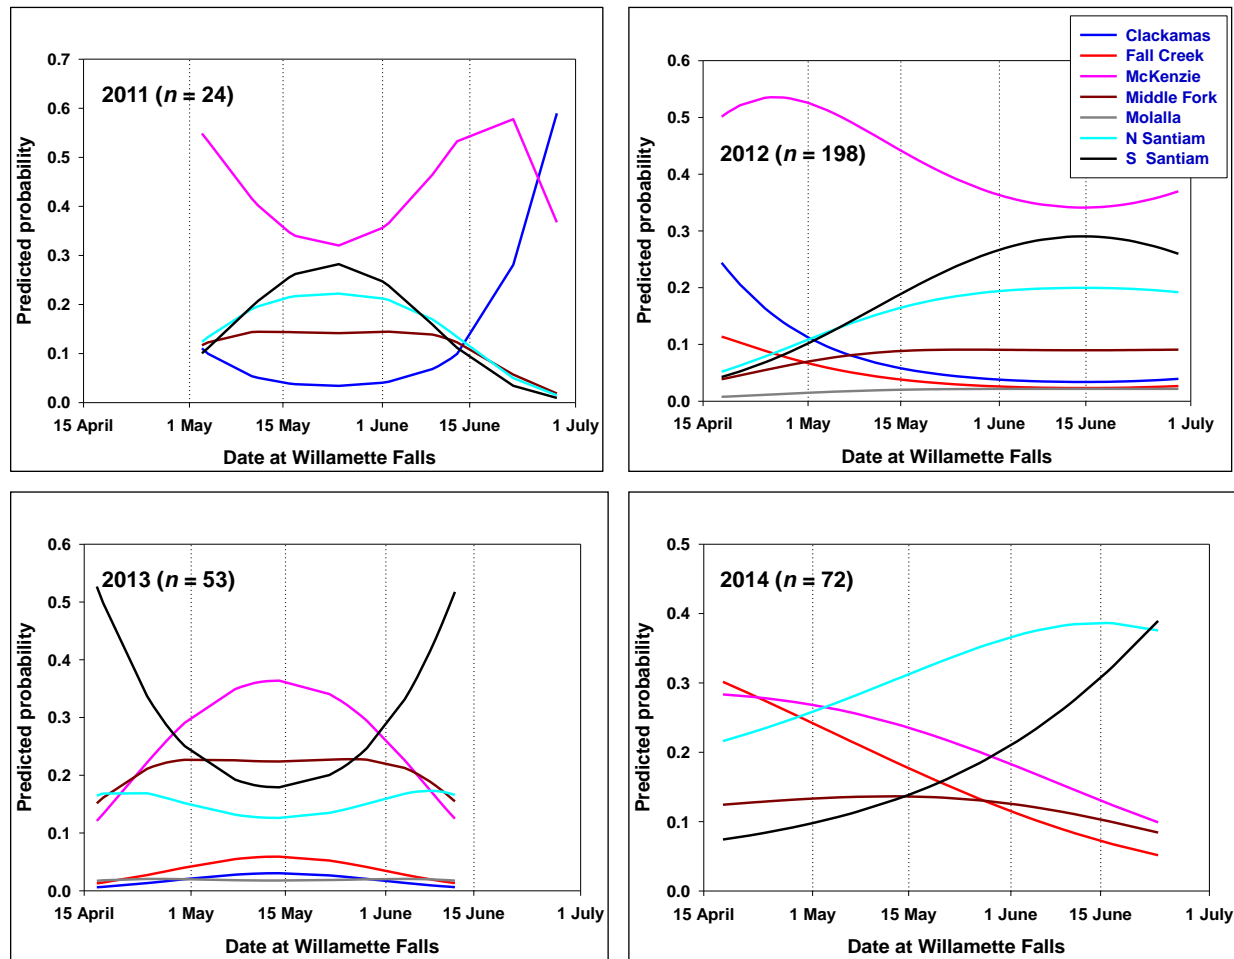 2011 (n = 24)
Predicted probability
0.7
0.6
0.5
0.4
0.3
0.2
0.1
0.0
15 April 1 May 15 May 1 June 15 June 1 July
Date at Willamette Falls
2012 (n = 198)
Predicted probability
0.6
0.5
0.4
0.3
0.2
0.1
0.0
15 April 1 May 15 May 1 June 15 June 1 July
Date at Willamette Falls
Clackamas
Fall Creek
McKenzie
Middle Fork
Molalla
N Santiam
S Santiam
2013 (n = 53)
Predicted probability
0.6
0.5
0.4
0.3
0.2
0.1
0.0
15 April 1 May 15 May 1 June 15 June 1 July
Date at Willamette Falls
2014 (n = 72)
Predicted probability
0.5
0.4
0.3
0.2
0.1
0.0
15 April 1 May 15 May 1 June 15 June 1 July
Date at Willamette Falls